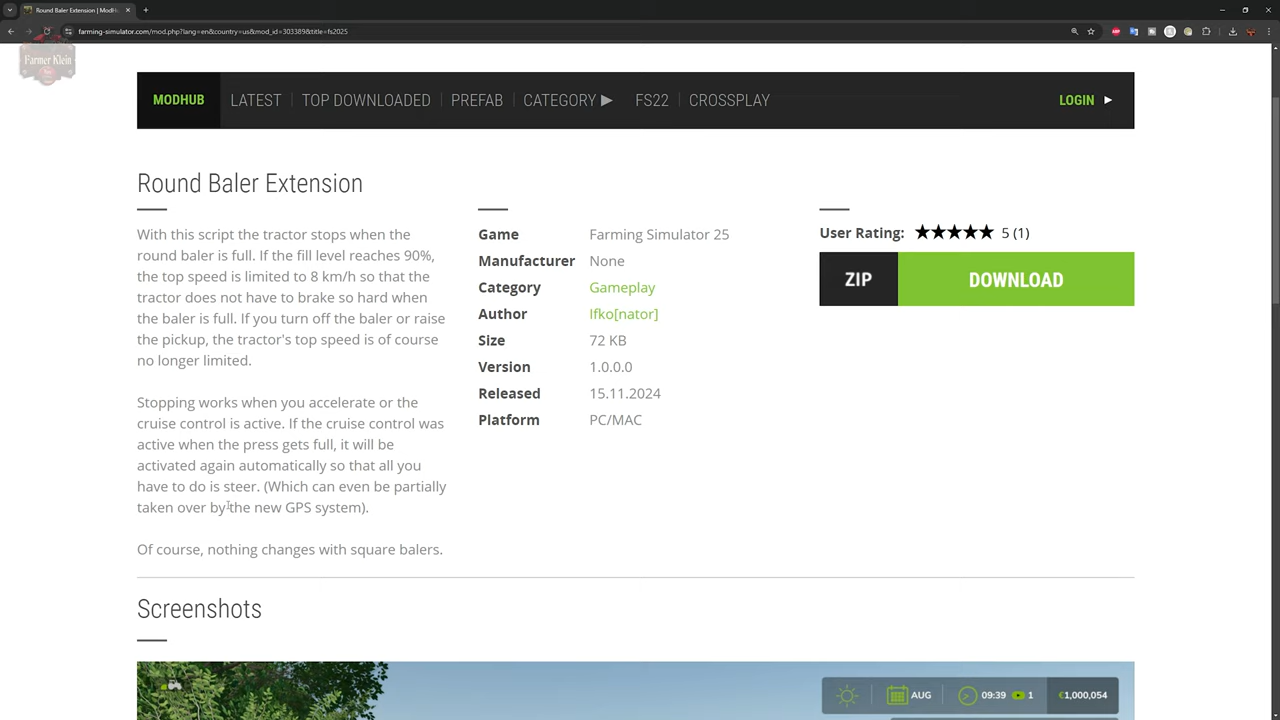 Round Baler Extension | ModH
farming-simulator.com/mod.php?lang=en&country=us&mod_id=303389&title=fs2025
Farmer Klein
MODHUB LATEST TOP DOWNLOADED PREFAB CATEGORY ▶ FS22 CROSSPLAY LOGIN ▶
Round Baler Extension
With this script the tractor stops when the
round baler is full. If the fill level reaches 90%,
the top speed is limited to 8 km/h so that the
tractor does not have to brake so hard when
the baler is full. If you turn off the baler or raise
the pickup, the tractor's top speed is of course
no longer limited.
Stopping works when you accelerate or the
cruise control is active. If the cruise control was
active when the press gets full, it will be
activated again automatically so that all you
have to do is steer. (Which can even be partially
taken over by the new GPS system).
Of course, nothing changes with square balers.
Game Farming Simulator 25
Manufacturer None
Category Gameplay
Author Ifko[nator]
Size 72 KB
Version 1.0.0.0
Released 15.11.2024
Platform PC/MAC
User Rating: ★★★★★ 5 (1)
ZIP DOWNLOAD
Screenshots
AUG 09:39 1 €1,000,054